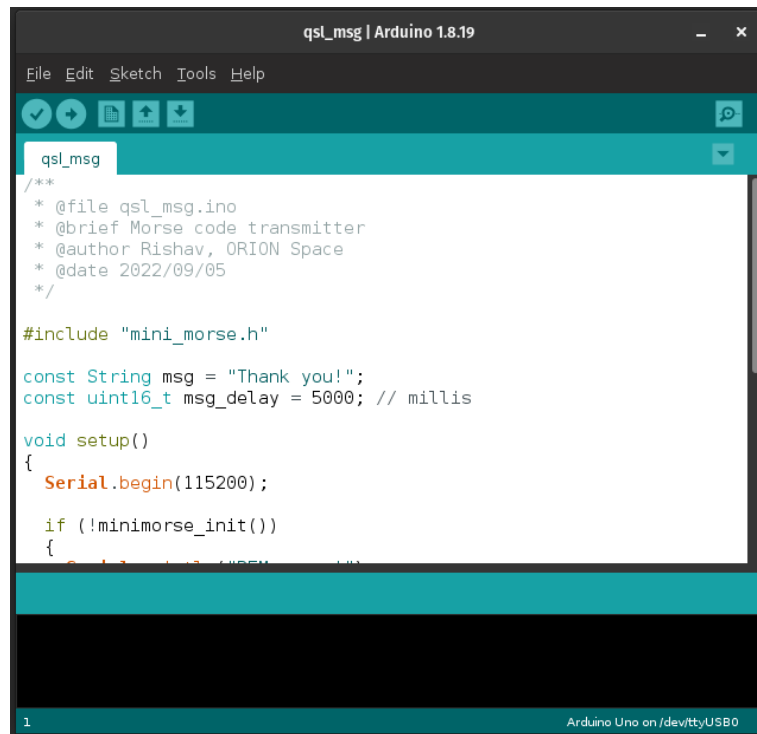 qsl_msg | Arduino 1.8.19
File Edit Sketch Tools Help
qsl_msg
/**
 * @file qsl_msg.ino
 * @brief Morse code transmitter
 * @author Rishav, ORION Space
 * @date 2022/09/05
 */
#include "mini_morse.h"
const String msg = "Thank you!";
const uint16_t msg_delay = 5000; // millis
void setup()
{
  Serial.begin(115200);
  if (!minimorse_init())
  {
1
Arduino Uno on /dev/ttyUSB0